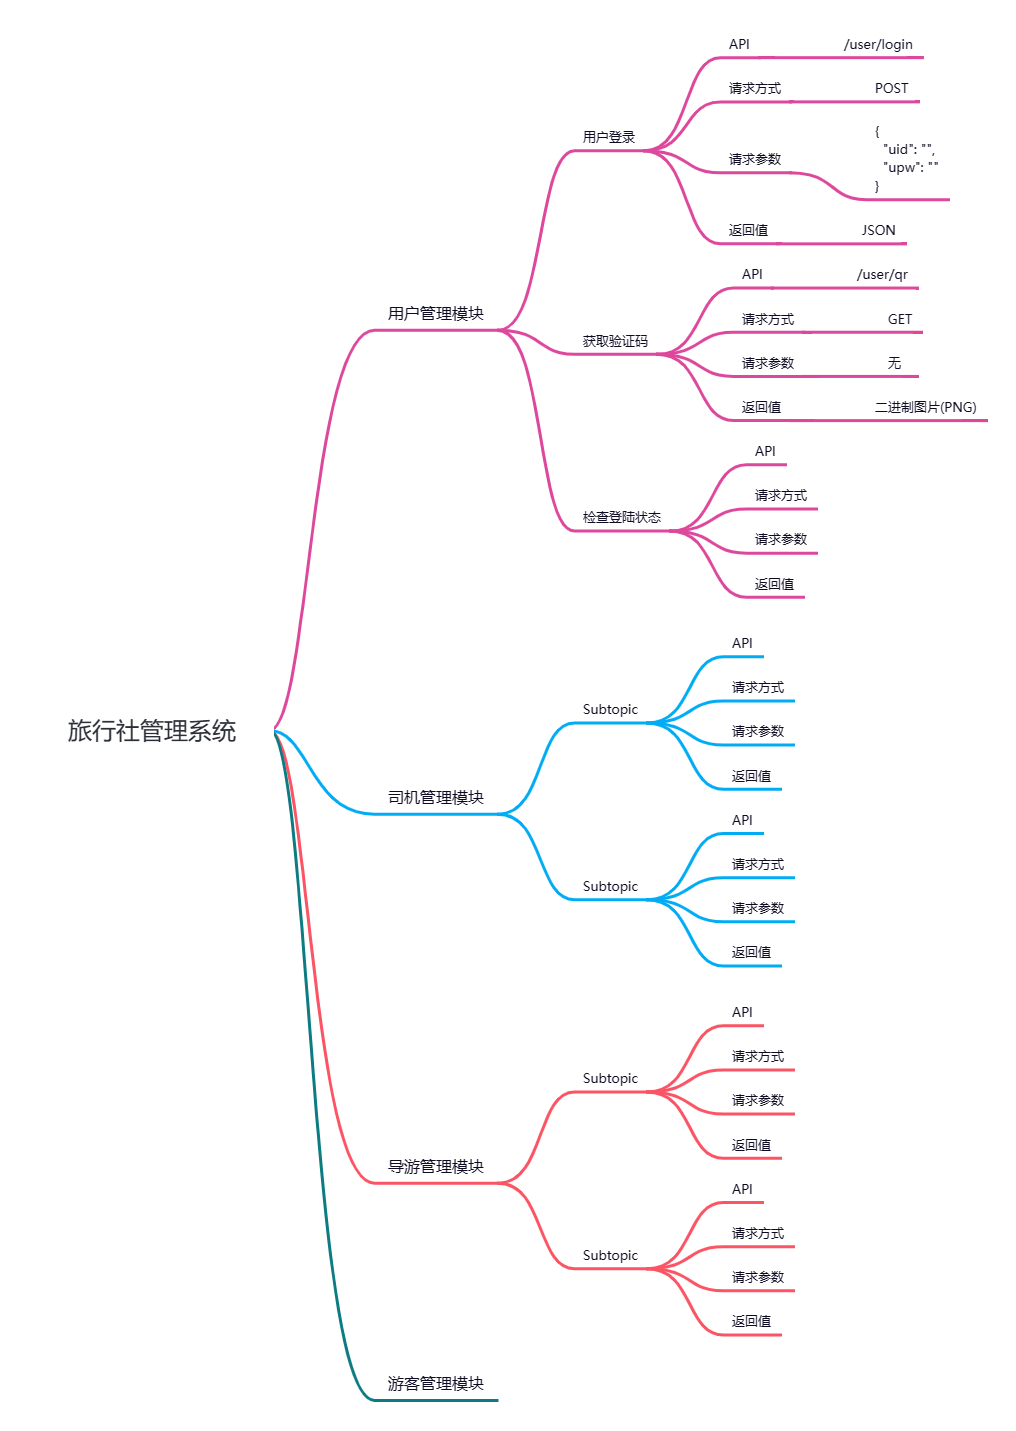 旅行社管理系统
用户管理模块
用户登录
API
/user/login
请求方式
POST
请求参数
{
"uid": "",
"upw": ""
}
返回值
JSON
获取验证码
API
/user/qr
请求方式
GET
请求参数
无
返回值
二进制图片(PNG)
检查登陆状态
API
请求方式
请求参数
返回值
司机管理模块
Subtopic
API
请求方式
请求参数
返回值
Subtopic
API
请求方式
请求参数
返回值
导游管理模块
Subtopic
API
请求方式
请求参数
返回值
Subtopic
API
请求方式
请求参数
返回值
游客管理模块